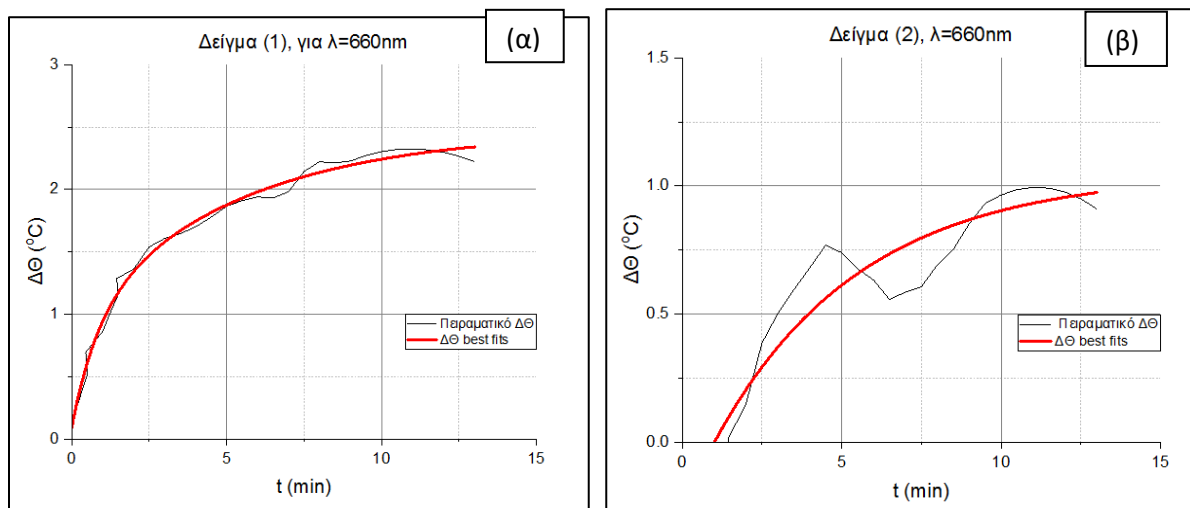 Δείγμα (1), για λ=660nm
(α)
3
2
1
0
ΔΘ (°C)
Πειραματικό ΔΘ
ΔΘ best fits
0 5 10 15
t (min)
Δείγμα (2), λ=660nm
(β)
1.5
1.0
0.5
0.0
ΔΘ (°C)
Πειραματικό ΔΘ
ΔΘ best fits
0 5 10 15
t (min)